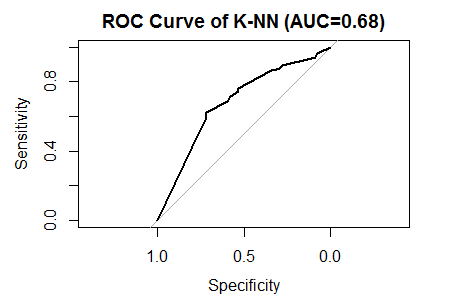 ROC Curve of K-NN (AUC=0.68)
Sensitivity
0.8
0.4
0.0
1.0 0.5 0.0
Specificity